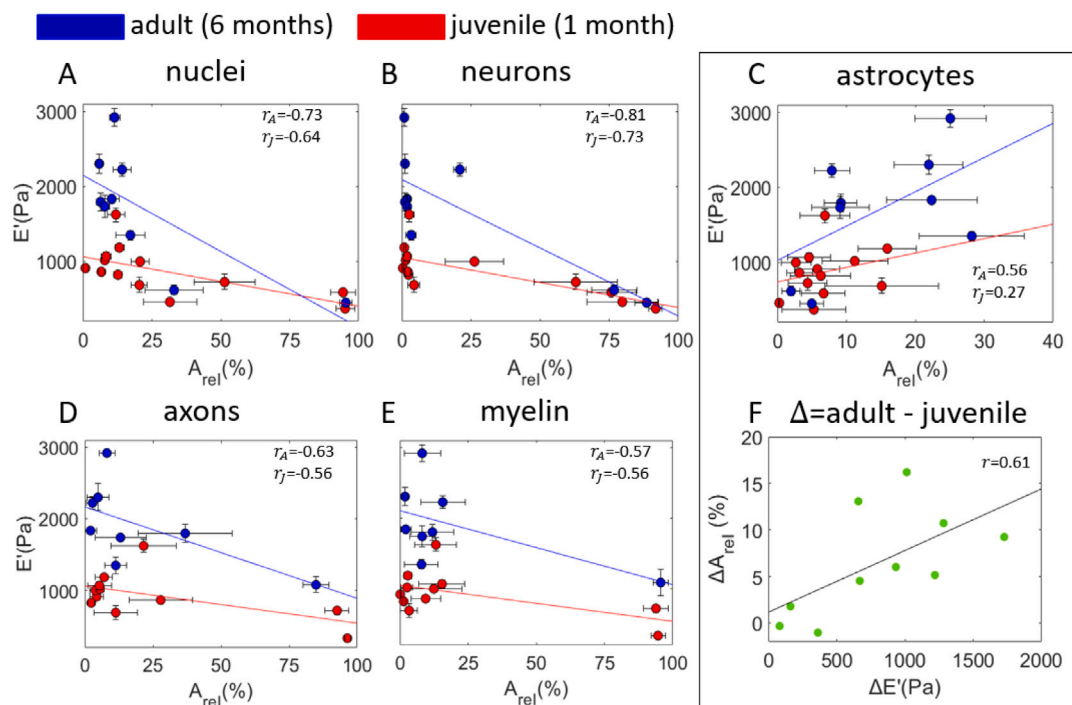 adult (6 months) juvenile (1 month)
A nuclei
r_A=-0.73
r_J=-0.64
3000
2000
1000
E'(Pa)
0 25 50 75 100
A_rel(%)
B neurons
r_A=-0.81
r_J=-0.73
0 25 50 75 100
A_rel(%)
C astrocytes
3000
2000
1000
E'(Pa)
r_A=0.56
r_J=0.27
0 10 20 30 40
A_rel(%)
D axons
r_A=-0.63
r_J=-0.56
3000
2000
1000
E'(Pa)
0 25 50 75 100
A_rel(%)
E myelin
r_A=-0.57
r_J=-0.56
0 25 50 75 100
A_rel(%)
F Δ=adult - juvenile
r=0.61
20
15
10
5
0
ΔA_rel (%)
0 500 1000 1500 2000
ΔE'(Pa)